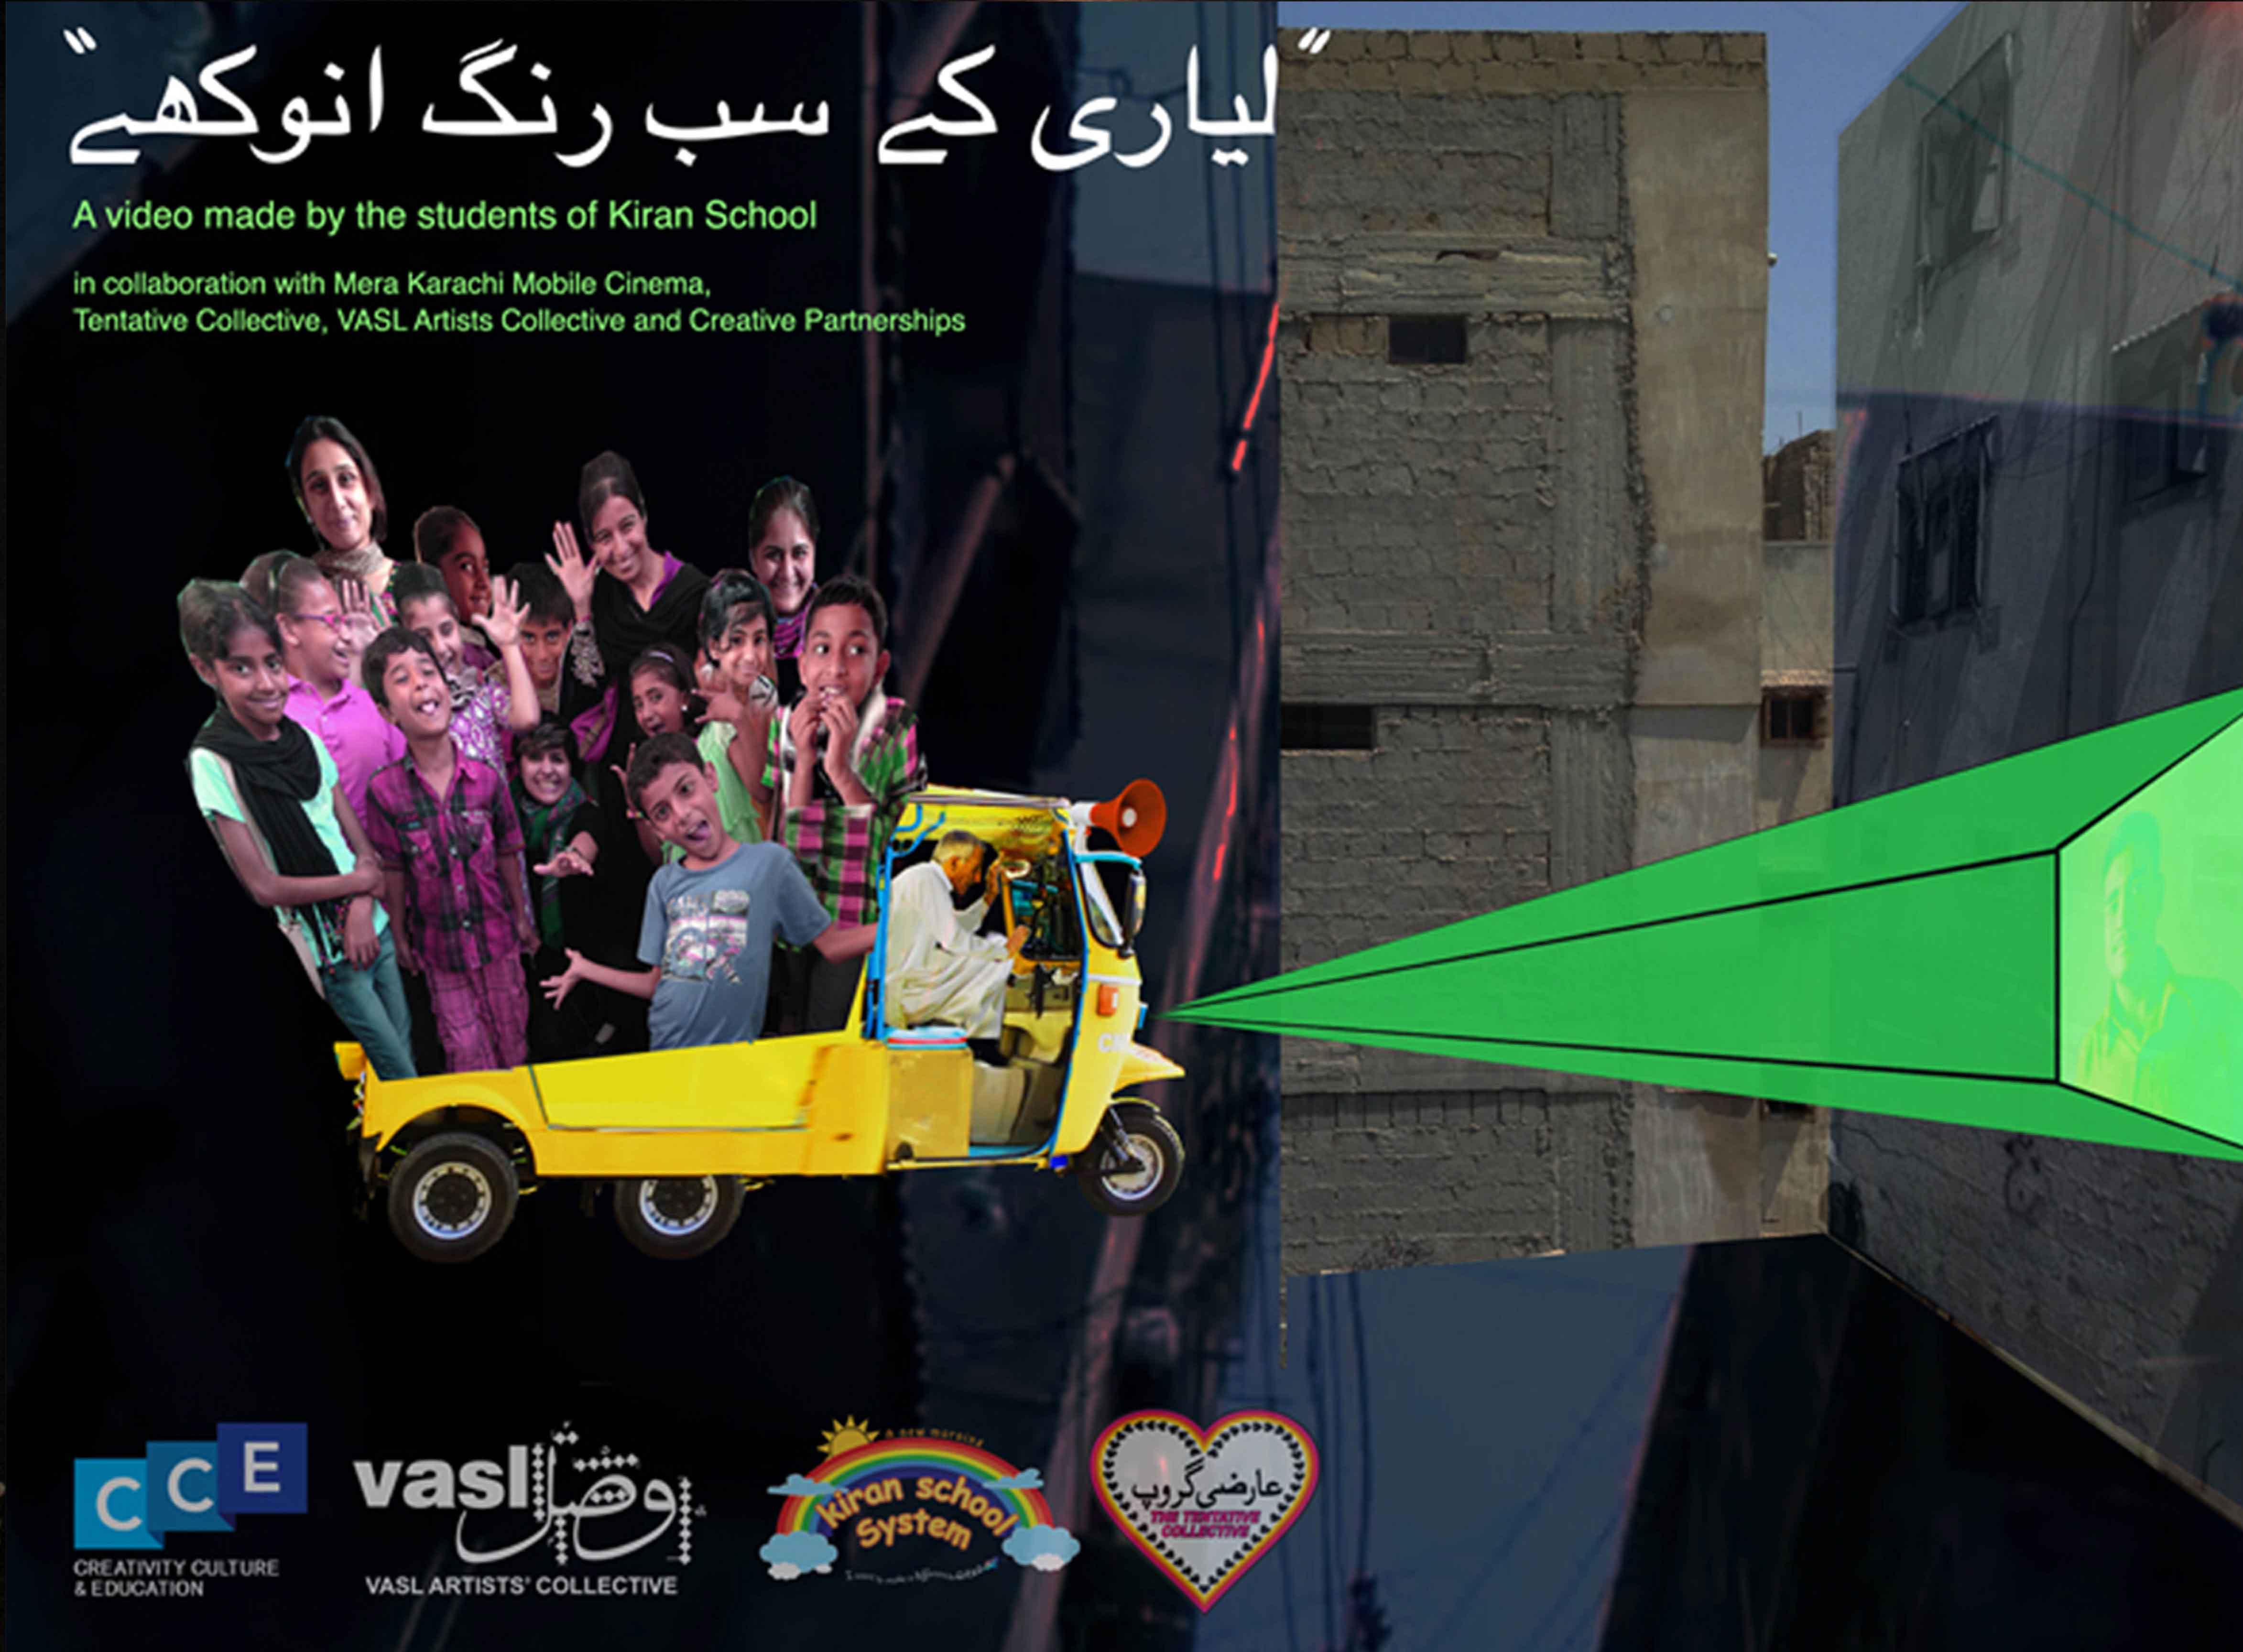 "لیاری کے سب رنگ انوکھے"
A video made by the students of Kiran School
in collaboration with Mera Karachi Mobile Cinema,
Tentative Collective, VASL Artists Collective and Creative Partnerships
CCE
CREATIVITY CULTURE
& EDUCATION
vasl وصل
VASL ARTISTS' COLLECTIVE
A new morning
kiran school
System
عارضی گروپ
THE TENTATIVE
COLLECTIVE